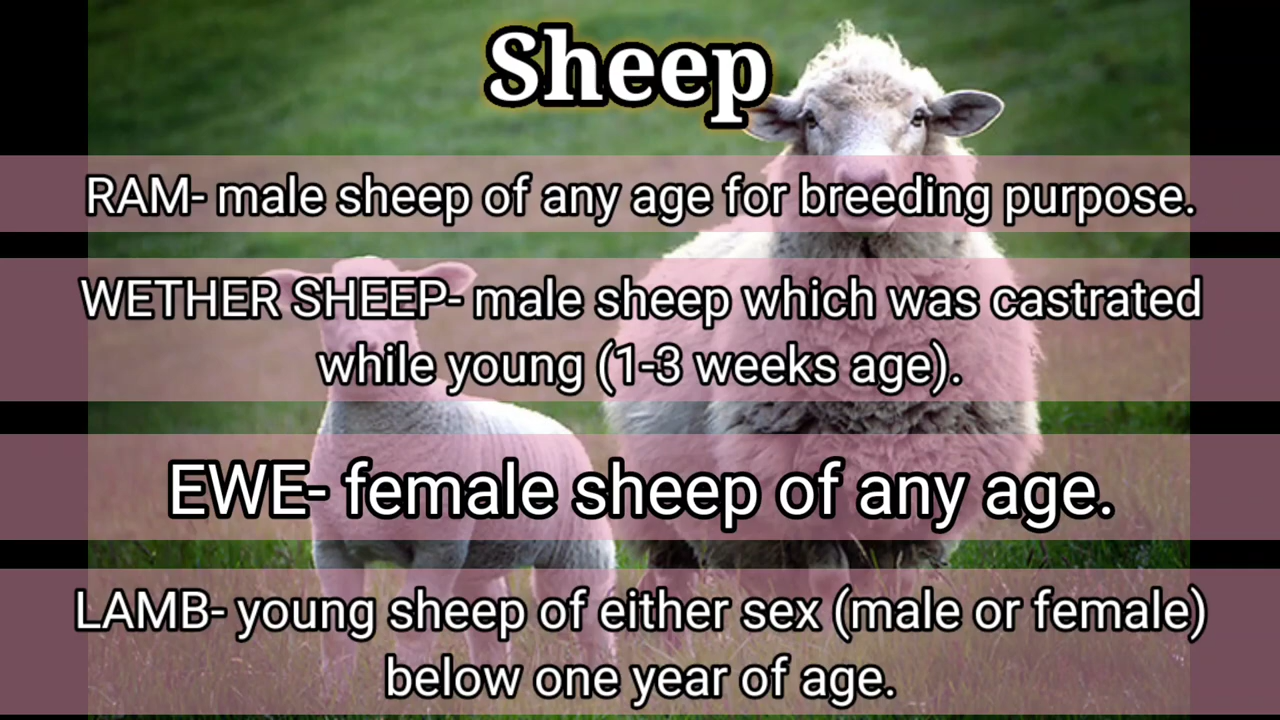 Sheep
RAM- male sheep of any age for breeding purpose.
WETHER SHEEP- male sheep which was castrated
while young (1-3 weeks age).
EWE- female sheep of any age.
LAMB- young sheep of either sex (male or female)
below one year of age.